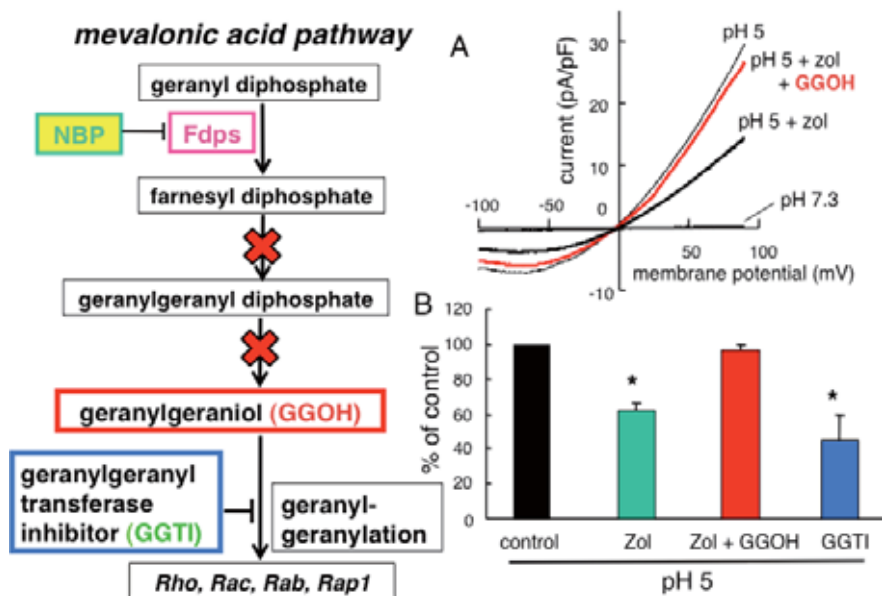 mevalonic acid pathway
geranyl diphosphate
NBP
Fdps
farnesyl diphosphate
geranylgeranyl diphosphate
geranylgeraniol (GGOH)
geranylgeranyl
transferase
inhibitor (GGTI)
geranyl-
geranylation
Rho, Rac, Rab, Rap1
A
current (pA/pF)
30
20
10
0
-10
-100
-50
50
100
membrane potential (mV)
pH 5
pH 5 + zol
+ GGOH
pH 5 + zol
pH 7.3
B
% of control
120
100
80
60
40
20
0
*
*
control
Zol
Zol + GGOH
GGTI
pH 5